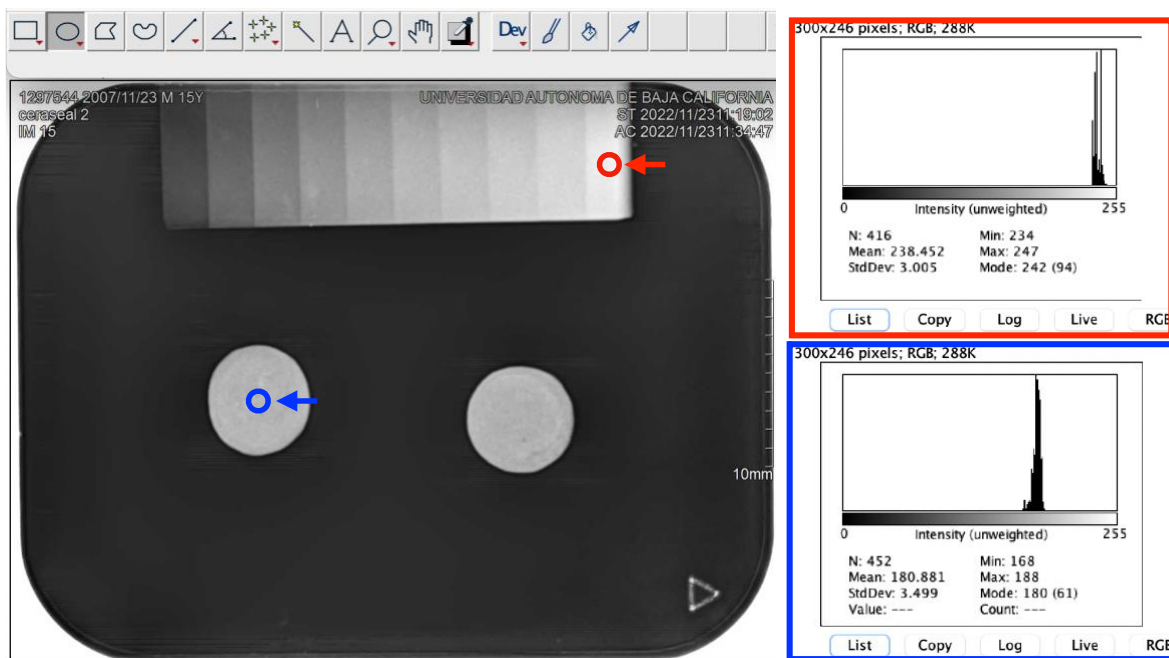 Dev
1297544 2007/11/23 M 15Y
ceraseal 2
IM 15
UNIVERSIDAD AUTONOMA DE BAJA CALIFORNIA
ST 2022/11/2311:19:02
AC 2022/11/2311:34:47
10mm
300x246 pixels; RGB; 288K
0 Intensity (unweighted) 255
N: 416 Min: 234
Mean: 238.452 Max: 247
StdDev: 3.005 Mode: 242 (94)
List Copy Log Live RGB
300x246 pixels; RGB; 288K
0 Intensity (unweighted) 255
N: 452 Min: 168
Mean: 180.881 Max: 188
StdDev: 3.499 Mode: 180 (61)
Value: --- Count: ---
List Copy Log Live RGB